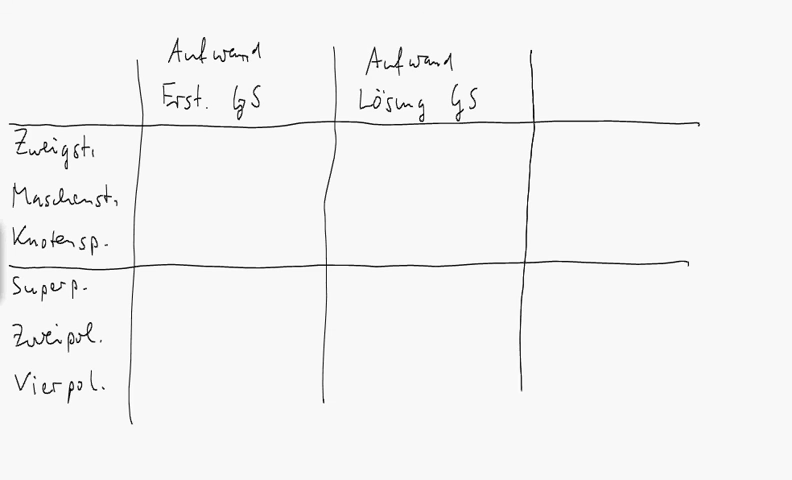 Aufwand
Erst. GS
Aufwand
Lösung GS
Zweigst.
Maschenst.
Knotensp.
Superp.
Zweipol.
Vierpol.